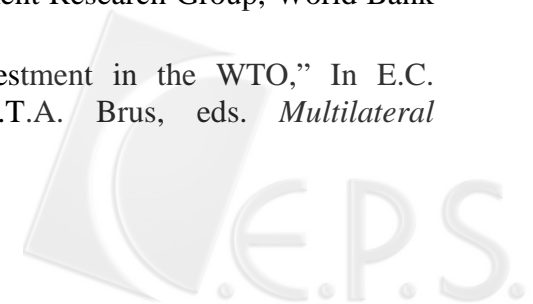 ent Research Group, World Bank
estment in the WTO,” In E.C.
.T.A. Brus, eds. Multilateral
C.E.P.S.